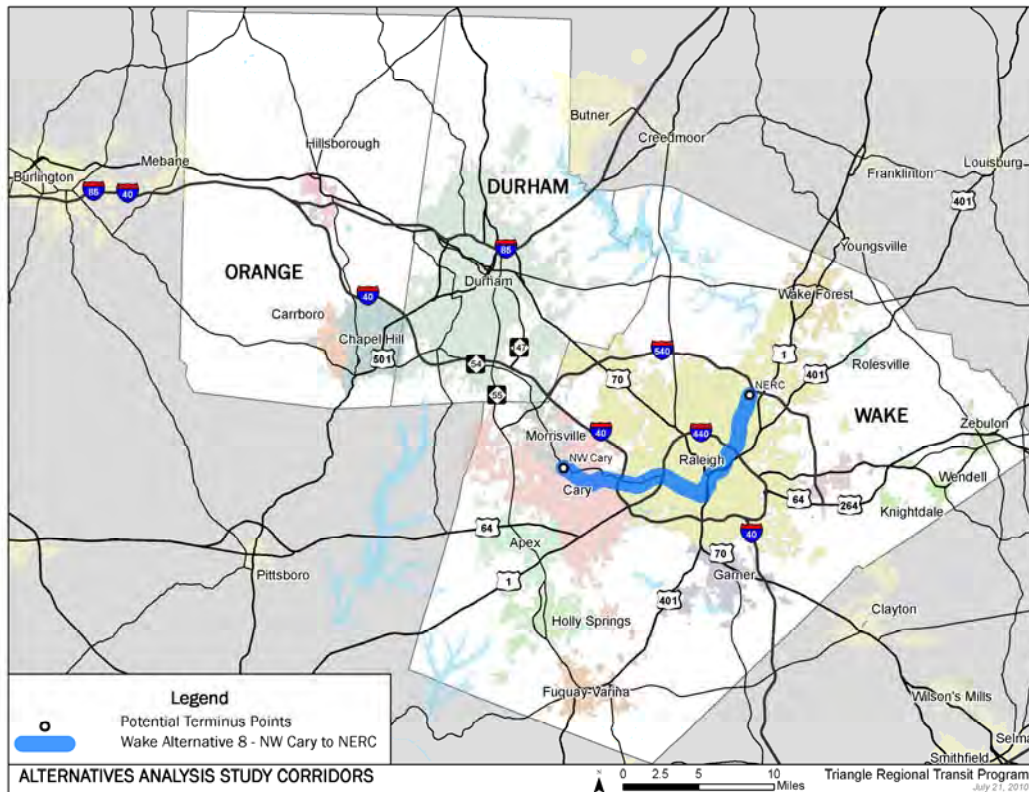 Butner
Creedmoor
Hillsborough
Mebane
Burlington
Louisburg
Franklinton
85
40
DURHAM
401
85
Youngsville
ORANGE
Durham
40
Wake Forest
Carrboro
Chapel Hill
501
147
54
540
1
401
Rolesville
70
55
NERC
WAKE
Morrisville
40
440
Zebulon
NW Cary
Raleigh
Cary
Wendell
64
264
Knightdale
64
Apex
40
70
Pittsboro
1
Garner
401
Clayton
Holly Springs
Fuquay-Varina
Wilson's Mills
Selma
Smithfield
Legend
Potential Terminus Points
Wake Alternative 8 - NW Cary to NERC
ALTERNATIVES ANALYSIS STUDY CORRIDORS
N
0 2.5 5 10
Miles
Triangle Regional Transit Program